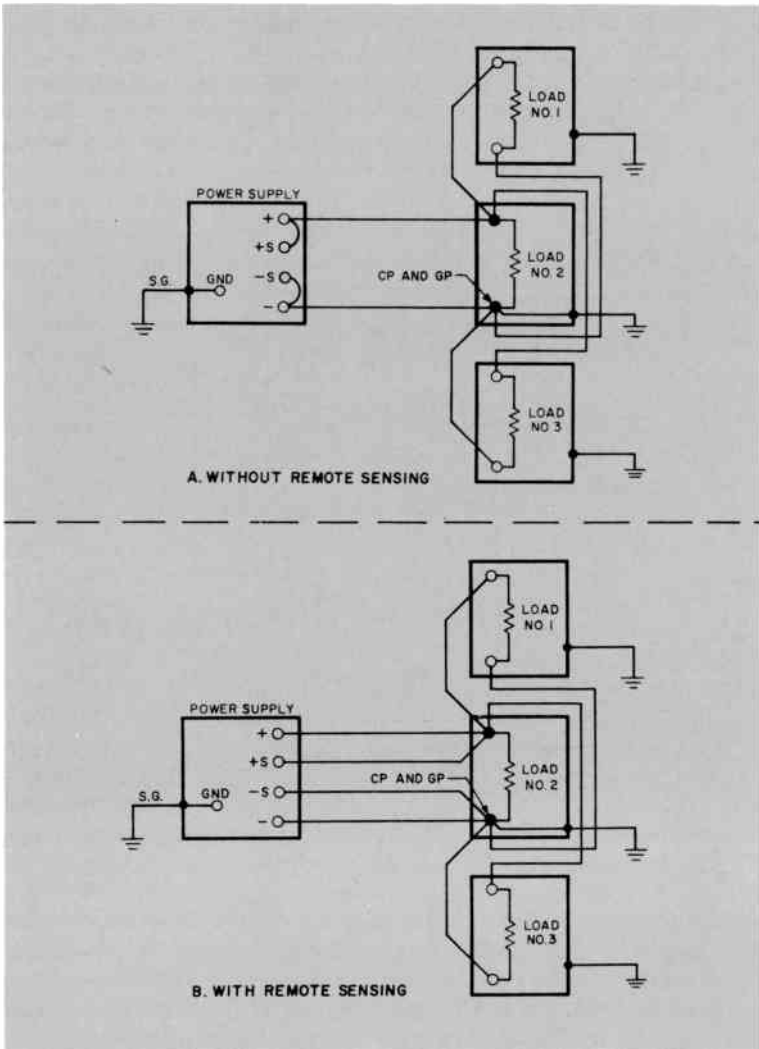 LOAD
NO. 1
POWER SUPPLY
+
+S
-S
-
S.G.
GND
CP AND GP
LOAD
NO. 2
LOAD
NO. 3
A. WITHOUT REMOTE SENSING
LOAD
NO. 1
POWER SUPPLY
+
+S
-S
-
S.G.
GND
CP AND GP
LOAD
NO. 2
LOAD
NO. 3
B. WITH REMOTE SENSING